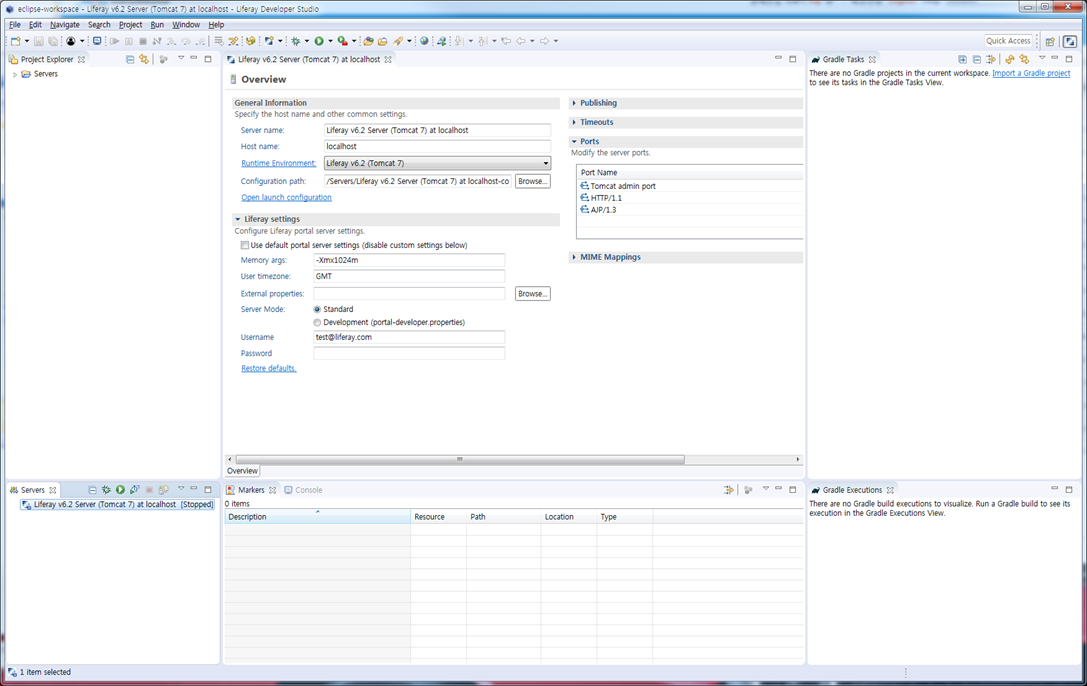 eclipse-workspace - Liferay v6.2 Server (Tomcat 7) at localhost - Liferay Developer Studio
File Edit Navigate Search Project Run Window Help
Quick Access
Project Explorer
Servers
Liferay v6.2 Server (Tomcat 7) at localhost
Overview
General Information
Specify the host name and other common settings.
Server name: Liferay v6.2 Server (Tomcat 7) at localhost
Host name: localhost
Runtime Environment: Liferay v6.2 (Tomcat 7)
Configuration path: /Servers/Liferay v6.2 Server (Tomcat 7) at localhost-co Browse...
Open launch configuration
Liferay settings
Configure Liferay portal server settings.
Use default portal server settings (disable custom settings below)
Memory args: -Xmx1024m
User timezone: GMT
External properties: Browse...
Server Mode: Standard
Development (portal-developer.properties)
Username test@liferay.com
Password
Restore defaults.
Publishing
Timeouts
Ports
Modify the server ports.
Port Name
Tomcat admin port
HTTP/1.1
AJP/1.3
MIME Mappings
Overview
Gradle Tasks
There are no Gradle projects in the current workspace. Import a Gradle project
to see its tasks in the Gradle Tasks View.
Servers
Liferay v6.2 Server (Tomcat 7) at localhost [Stopped]
Markers Console
0 items
Description Resource Path Location Type
Gradle Executions
There are no Gradle build executions to visualize. Run a Gradle build to see its
execution in the Gradle Executions View.
1 item selected